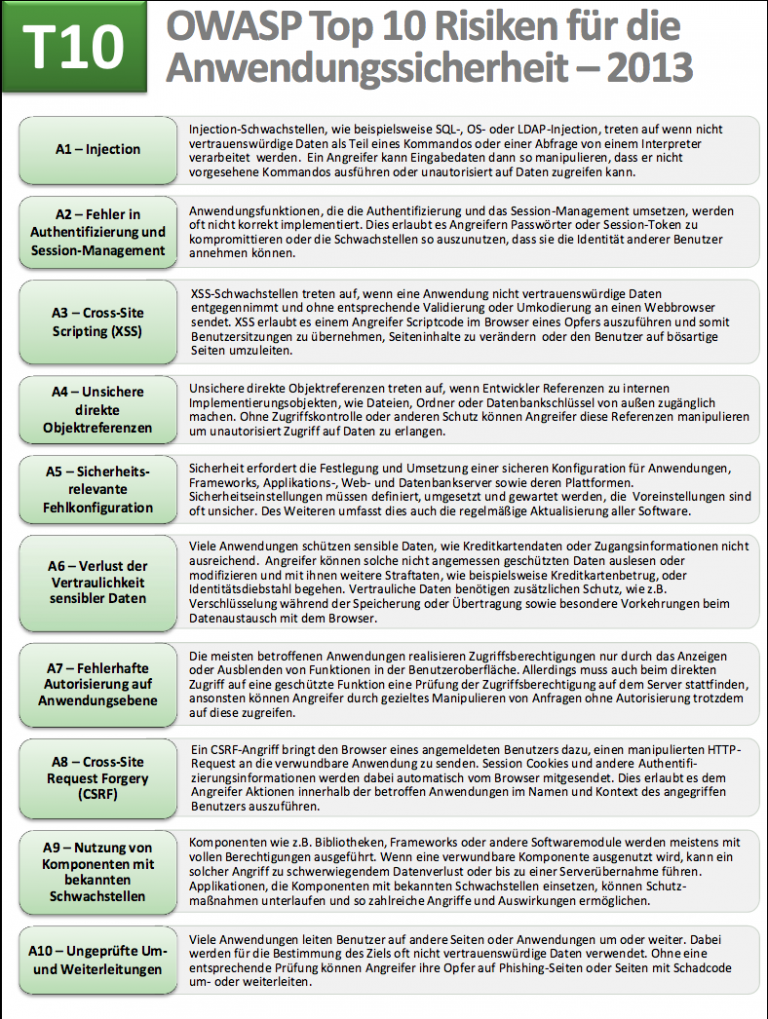 T10
OWASP Top 10 Risiken für die
Anwendungssicherheit – 2013
A1 – Injection
Injection-Schwachstellen, wie beispielsweise SQL-, OS- oder LDAP-Injection, treten auf wenn nicht
vertrauenswürdige Daten als Teil eines Kommandos oder einer Abfrage von einem Interpreter
verarbeitet werden. Ein Angreifer kann Eingabedaten dann so manipulieren, dass er nicht
vorgesehene Kommandos ausführen oder unautorisiert auf Daten zugreifen kann.
A2 – Fehler in
Authentifizierung und
Session-Management
Anwendungsfunktionen, die die Authentifizierung und das Session-Management umsetzen, werden
oft nicht korrekt implementiert. Dies erlaubt es Angreifern Passwörter oder Session-Token zu
kompromittieren oder die Schwachstellen so auszunutzen, dass sie die Identität anderer Benutzer
annehmen können.
A3 – Cross-Site
Scripting (XSS)
XSS-Schwachstellen treten auf, wenn eine Anwendung nicht vertrauenswürdige Daten
entgegennimmt und ohne entsprechende Validierung oder Umkodierung an einen Webbrowser
sendet. XSS erlaubt es einem Angreifer Scriptcode im Browser eines Opfers auszuführen und somit
Benutzersitzungen zu übernehmen, Seiteninhalte zu verändern oder den Benutzer auf bösartige
Seiten umzuleiten.
A4 – Unsichere
direkte
Objektreferenzen
Unsichere direkte Objektreferenzen treten auf, wenn Entwickler Referenzen zu internen
Implementierungsobjekten, wie Dateien, Ordner oder Datenbankschlüssel von außen zugänglich
machen. Ohne Zugriffskontrolle oder anderen Schutz können Angreifer diese Referenzen manipulieren
um unautorisiert Zugriff auf Daten zu erlangen.
A5 – Sicherheits-
relevante
Fehlkonfiguration
Sicherheit erfordert die Festlegung und Umsetzung einer sicheren Konfiguration für Anwendungen,
Frameworks, Applikations-, Web- und Datenbankserver sowie deren Plattformen.
Sicherheitseinstellungen müssen definiert, umgesetzt und gewartet werden, die Voreinstellungen sind
oft unsicher. Des Weiteren umfasst dies auch die regelmäßige Aktualisierung aller Software.
A6 – Verlust der
Vertraulichkeit
sensibler Daten
Viele Anwendungen schützen sensible Daten, wie Kreditkartendaten oder Zugangsinformationen nicht
ausreichend. Angreifer können solche nicht angemessen geschützten Daten auslesen oder
modifizieren und mit ihnen weitere Straftaten, wie beispielsweise Kreditkartenbetrug, oder
Identitätsdiebstahl begehen. Vertrauliche Daten benötigen zusätzlichen Schutz, wie z.B.
Verschlüsselung während der Speicherung oder Übertragung sowie besondere Vorkehrungen beim
Datenaustausch mit dem Browser.
A7 – Fehlerhafte
Autorisierung auf
Anwendungsebene
Die meisten betroffenen Anwendungen realisieren Zugriffsberechtigungen nur durch das Anzeigen
oder Ausblenden von Funktionen in der Benutzeroberfläche. Allerdings muss auch beim direkten
Zugriff auf eine geschützte Funktion eine Prüfung der Zugriffsberechtigung auf dem Server stattfinden,
ansonsten können Angreifer durch gezieltes Manipulieren von Anfragen ohne Autorisierung trotzdem
auf diese zugreifen.
A8 – Cross-Site
Request Forgery
(CSRF)
Ein CSRF-Angriff bringt den Browser eines angemeldeten Benutzers dazu, einen manipulierten HTTP-
Request an die verwundbare Anwendung zu senden. Session Cookies und andere Authentifi-
zierungsinformationen werden dabei automatisch vom Browser mitgesendet. Dies erlaubt es dem
Angreifer Aktionen innerhalb der betroffen Anwendungen im Namen und Kontext des angegriffen
Benutzers auszuführen.
A9 – Nutzung von
Komponenten mit
bekannten
Schwachstellen
Komponenten wie z.B. Bibliotheken, Frameworks oder andere Softwaremodule werden meistens mit
vollen Berechtigungen ausgeführt. Wenn eine verwundbare Komponente ausgenutzt wird, kann ein
solcher Angriff zu schwerwiegendem Datenverlust oder bis zu einer Serverübernahme führen.
Applikationen, die Komponenten mit bekannten Schwachstellen einsetzen, können Schutz-
maßnahmen unterlaufen und so zahlreiche Angriffe und Auswirkungen ermöglichen.
A10 – Ungeprüfte Um-
und Weiterleitungen
Viele Anwendungen leiten Benutzer auf andere Seiten oder Anwendungen um oder weiter. Dabei
werden für die Bestimmung des Ziels oft nicht vertrauenswürdige Daten verwendet. Ohne eine
entsprechende Prüfung können Angreifer ihre Opfer auf Phishing-Seiten oder Seiten mit Schadcode
um- oder weiterleiten.